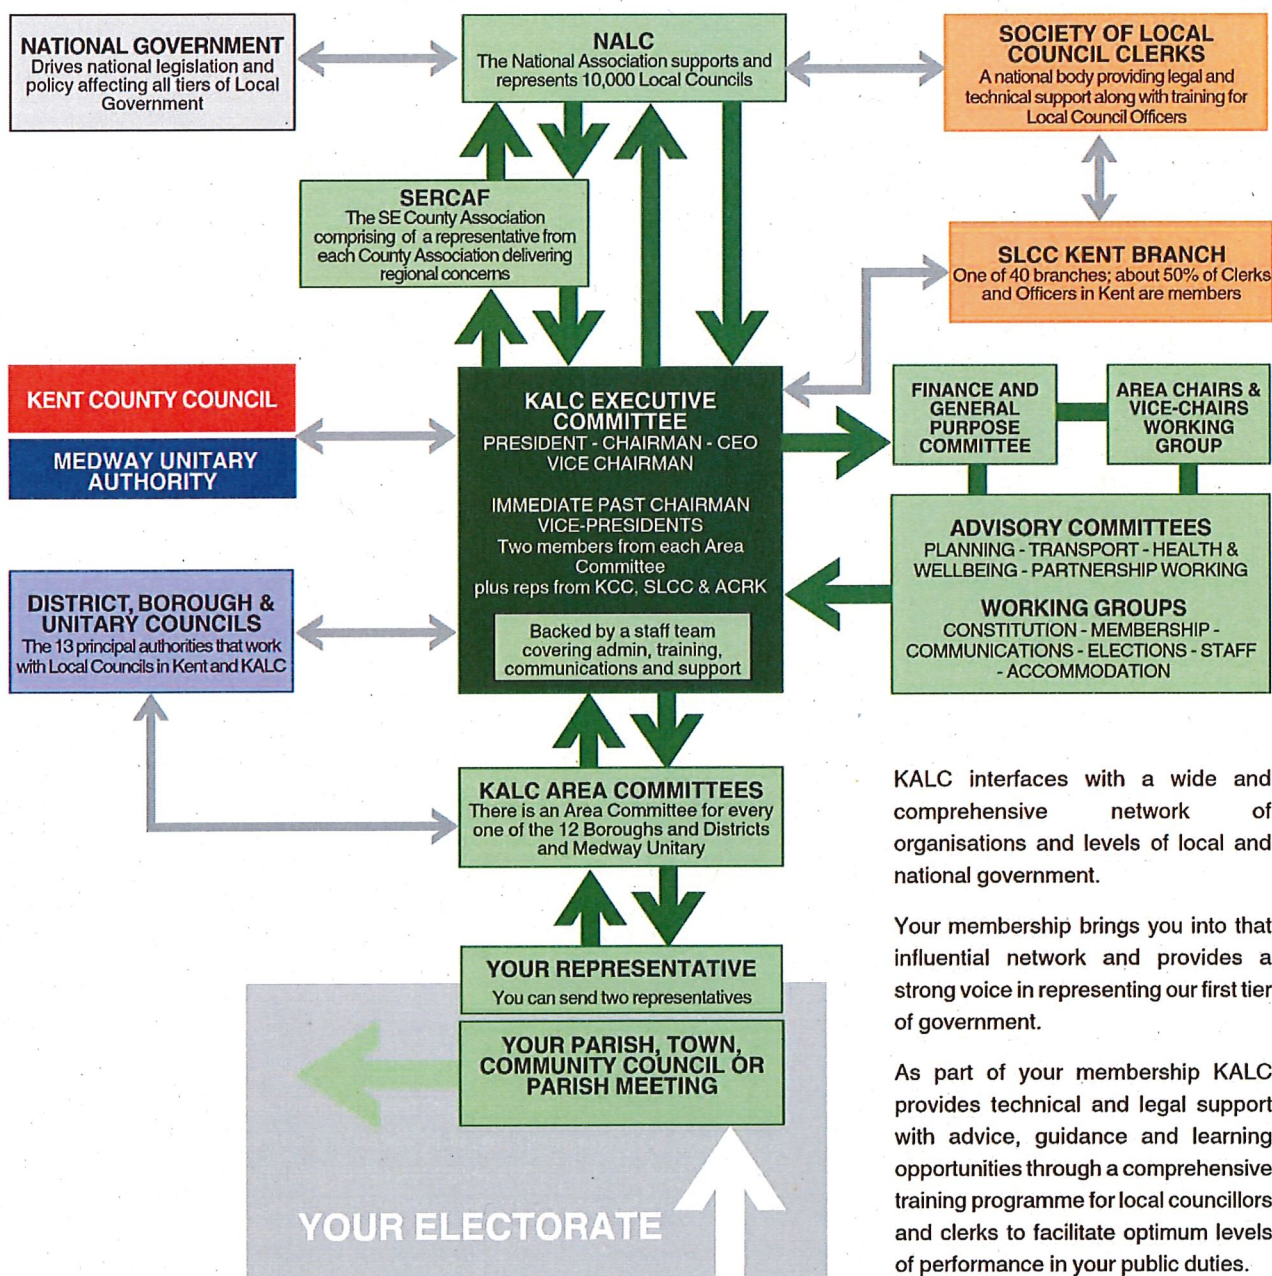 NATIONAL GOVERNMENT
Drives national legislation and
policy affecting all tiers of Local
Government
NALC
The National Association supports and
represents 10,000 Local Councils
SOCIETY OF LOCAL
COUNCIL CLERKS
A national body providing legal and
technical support along with training for
Local Council Officers
SERCAF
The SE County Association
comprising of a representative from
each County Association delivering
regional concerns
SLCC KENT BRANCH
One of 40 branches; about 50% of Clerks
and Officers in Kent are members
KENT COUNTY COUNCIL
MEDWAY UNITARY
AUTHORITY
KALC EXECUTIVE
COMMITTEE
PRESIDENT - CHAIRMAN - CEO
VICE CHAIRMAN
IMMEDIATE PAST CHAIRMAN
VICE-PRESIDENTS
Two members from each Area
Committee
plus reps from KCC, SLCC & ACRK
Backed by a staff team
covering admin, training,
communications and support
FINANCE AND
GENERAL
PURPOSE
COMMITTEE
AREA CHAIRS &
VICE-CHAIRS
WORKING
GROUP
ADVISORY COMMITTEES
PLANNING - TRANSPORT - HEALTH &
WELLBEING - PARTNERSHIP WORKING
WORKING GROUPS
CONSTITUTION - MEMBERSHIP -
COMMUNICATIONS - ELECTIONS - STAFF
- ACCOMMODATION
DISTRICT, BOROUGH &
UNITARY COUNCILS
The 13 principal authorities that work
with Local Councils in Kent and KALC
KALC AREA COMMITTEES
There is an Area Committee for every
one of the 12 Boroughs and Districts
and Medway Unitary
YOUR REPRESENTATIVE
You can send two representatives
YOUR PARISH, TOWN,
COMMUNITY COUNCIL OR
PARISH MEETING
YOUR ELECTORATE
KALC interfaces with a wide and
comprehensive network of
organisations and levels of local and
national government.
Your membership brings you into that
influential network and provides a
strong voice in representing our first tier
of government.
As part of your membership KALC
provides technical and legal support
with advice, guidance and learning
opportunities through a comprehensive
training programme for local councillors
and clerks to facilitate optimum levels
of performance in your public duties.